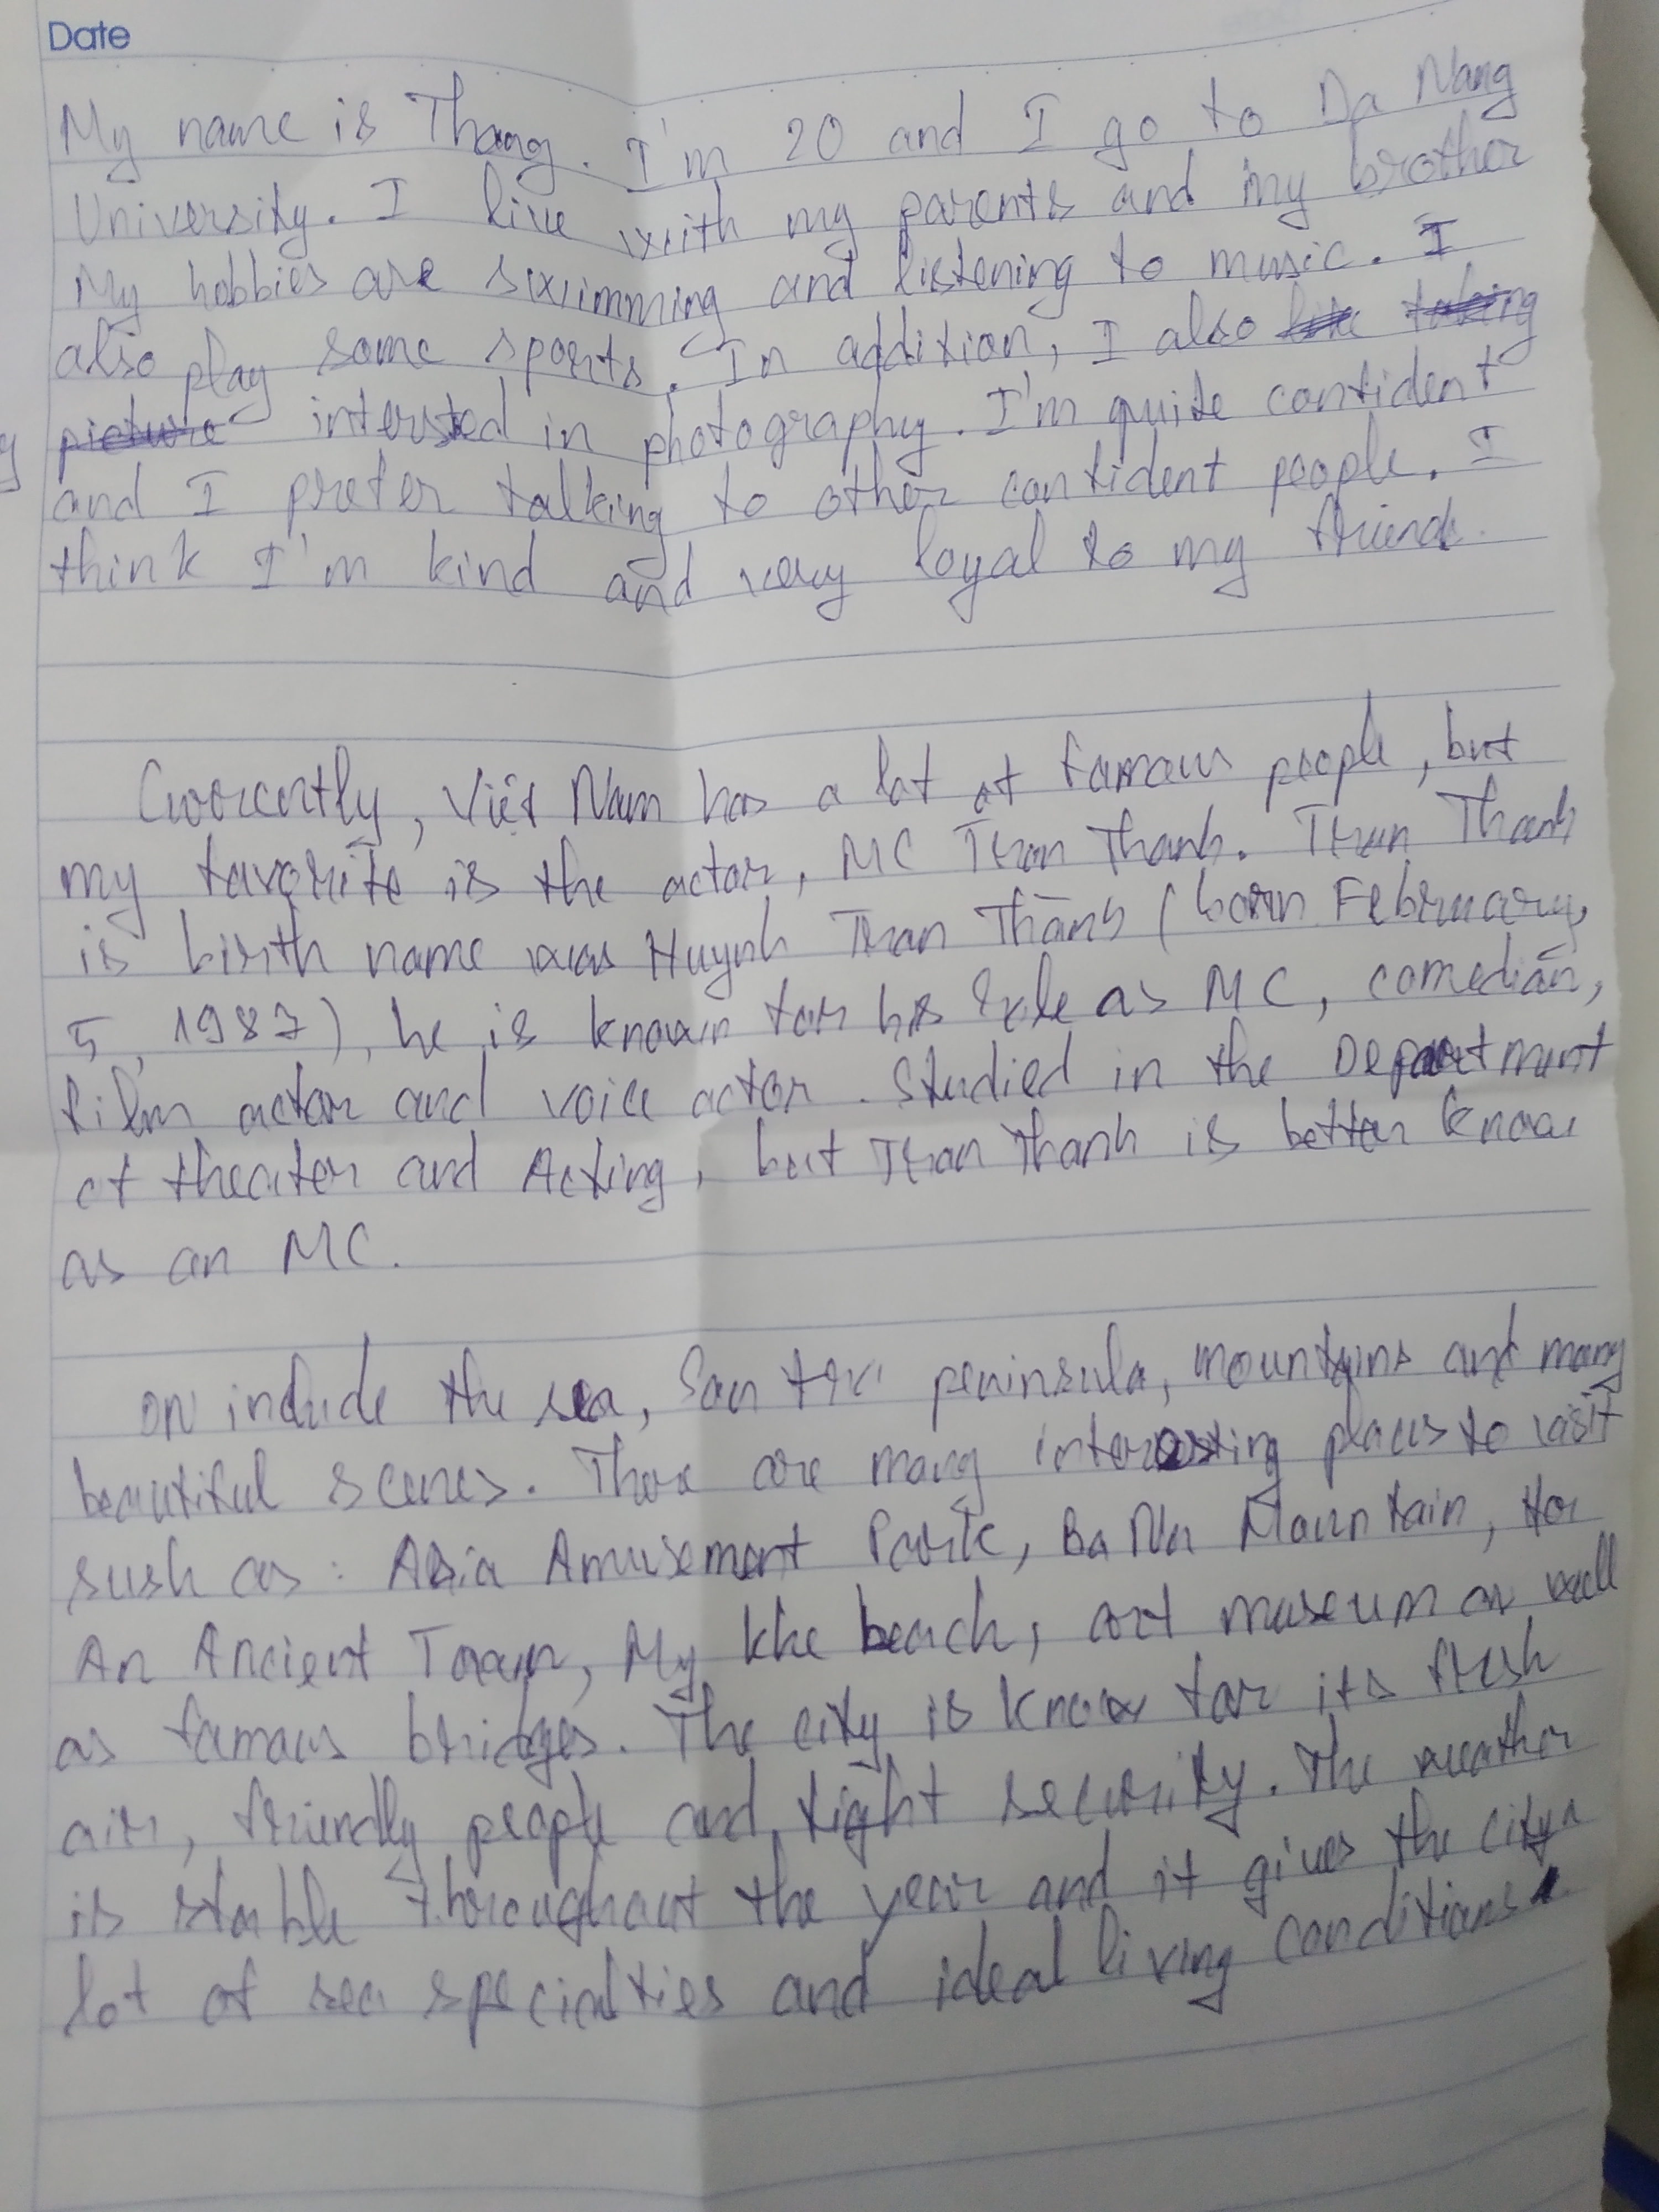 Date
My name is Thang. I'm 20 and I go to Da Nang
University. I live with my parents and my brother
My hobbies are swimming and listening to music. I
also play some sports. In addition, I also like taking
picture intersted in photography. I'm quite confident
and I prefer talking to other confident people. I
think I'm kind and very loyal to my friend.
Currently, Việt Nam has a lot of famous people, but
my favorite is the actor, MC Tran Thanh. Tran Thanh
is birth name was Huynh Tran Thanh (born February,
5, 1987), he is known for his role as MC, comedian,
film actor and voice actor. Studied in the Department
of theater and Acting, but Tran Thanh is better know
as an MC.
include the sea, Son tra peninsula, mountains and many
beautiful scenes. There are many interesting places to visit
sush as: Asia Amusement Park, Ba Na Mountain, Hoi
An Ancient Town, My khe beach, art museum as well
as famous bridges. The city is know for its fresh
air, friendly people and tight security. The weather
is stable throughout the year and it gives the city a
lot of sea specialties and ideal living conditions.